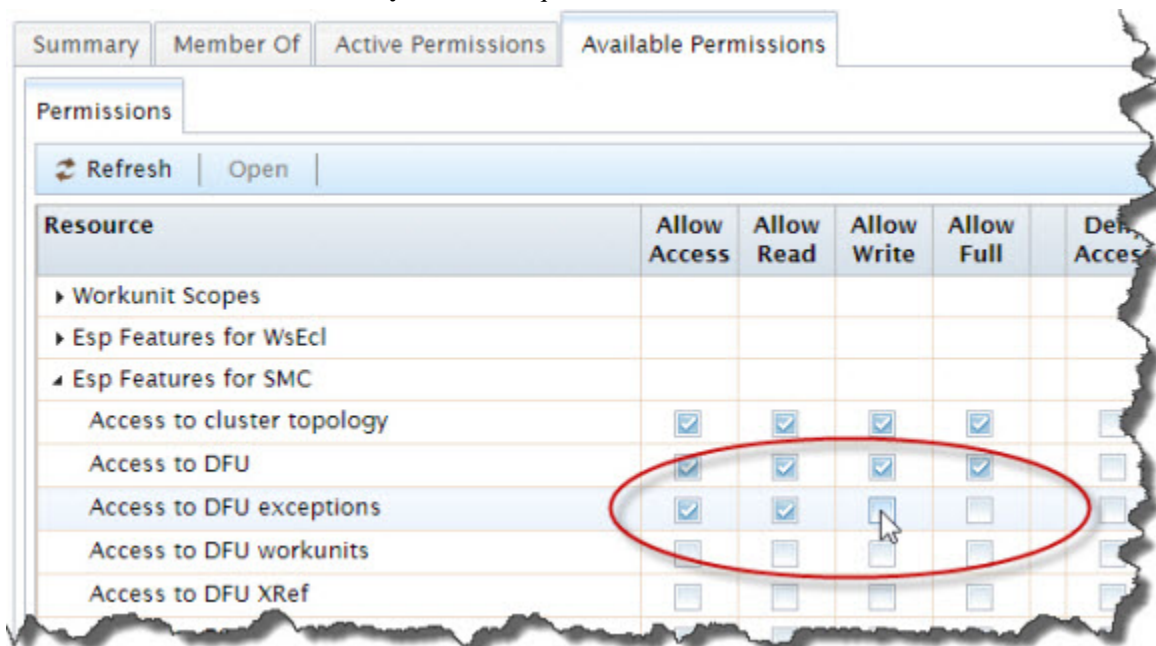 Summary Member Of Active Permissions Available Permissions
Permissions
Refresh Open
Resource Allow Access Allow Read Allow Write Allow Full
Workunit Scopes
Esp Features for WsEcl
Esp Features for SMC
Access to cluster topology
Access to DFU
Access to DFU exceptions
Access to DFU workunits
Access to DFU XRef